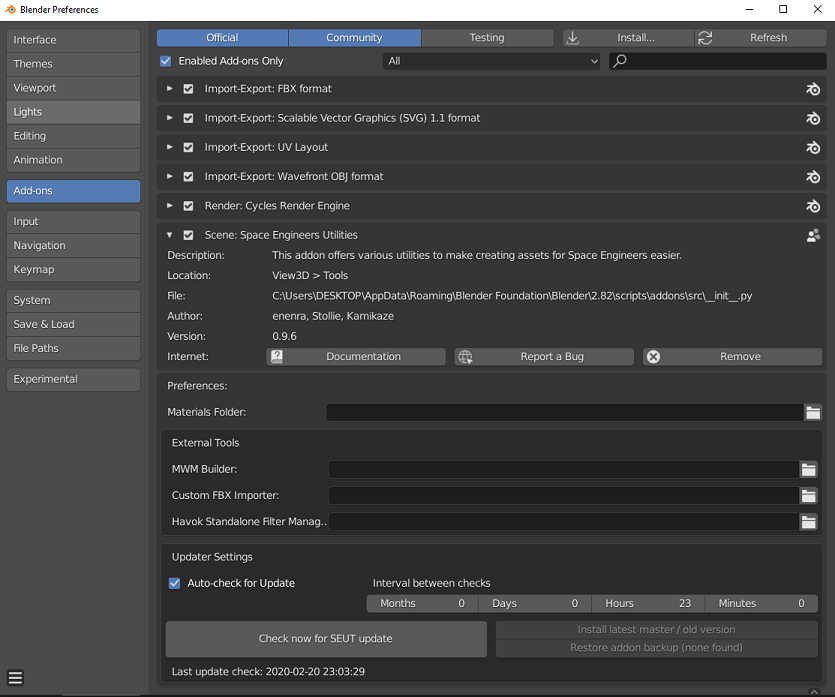 Blender Preferences
Interface
Themes
Viewport
Lights
Editing
Animation
Add-ons
Input
Navigation
Keymap
System
Save & Load
File Paths
Experimental
Official Community Testing Install... Refresh
Enabled Add-ons Only All
Import-Export: FBX format
Import-Export: Scalable Vector Graphics (SVG) 1.1 format
Import-Export: UV Layout
Import-Export: Wavefront OBJ format
Render: Cycles Render Engine
Scene: Space Engineers Utilities
Description: This addon offers various utilities to make creating assets for Space Engineers easier.
Location: View3D > Tools
File: C:\Users\DESKTOP\AppData\Roaming\Blender Foundation\Blender\2.82\scripts\addons\src\__init__.py
Author: enenra, Stollie, Kamikaze
Version: 0.9.6
Internet: Documentation Report a Bug Remove
Preferences:
Materials Folder:
External Tools
MWM Builder:
Custom FBX Importer:
Havok Standalone Filter Manag..
Updater Settings
Auto-check for Update Interval between checks
Months 0 Days 0 Hours 23 Minutes 0
Check now for SEUT update
Install latest master / old version
Restore addon backup (none found)
Last update check: 2020-02-20 23:03:29